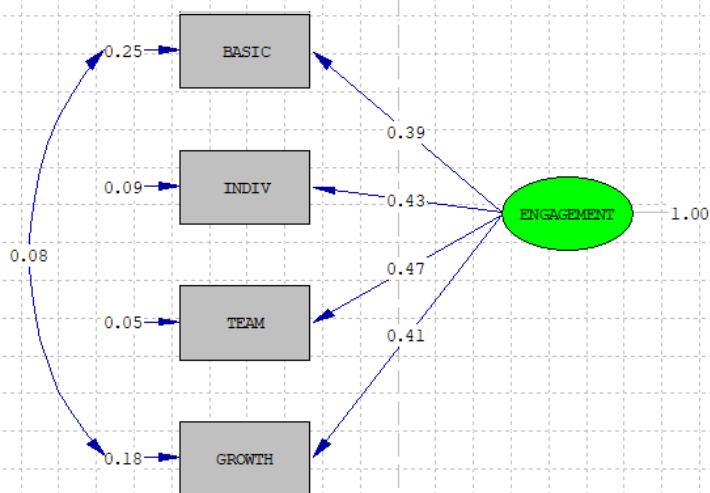 0.25 BASIC
0.39
0.09 INDIV
0.43
ENGAGEMENT 1.00
0.08
0.47
0.05 TEAM
0.41
0.18 GROWTH